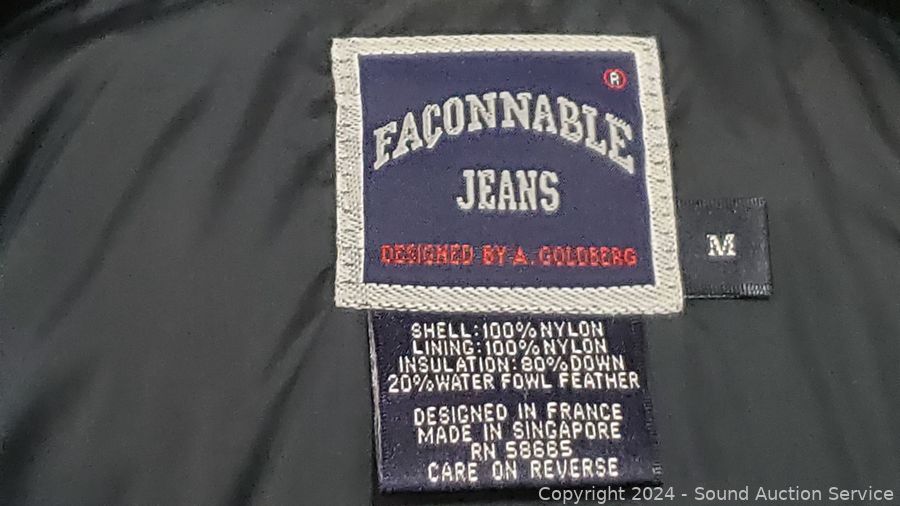 ®
FAÇONNABLE
JEANS
DESIGNED BY A. GOLDBERG
M
SHELL:100% NYLON
LINING:100% NYLON
INSULATION:80% DOWN
20% WATER FOWL FEATHER
DESIGNED IN FRANCE
MADE IN SINGAPORE
RN 58665
CARE ON REVERSE
Copyright 2024 - Sound Auction Service